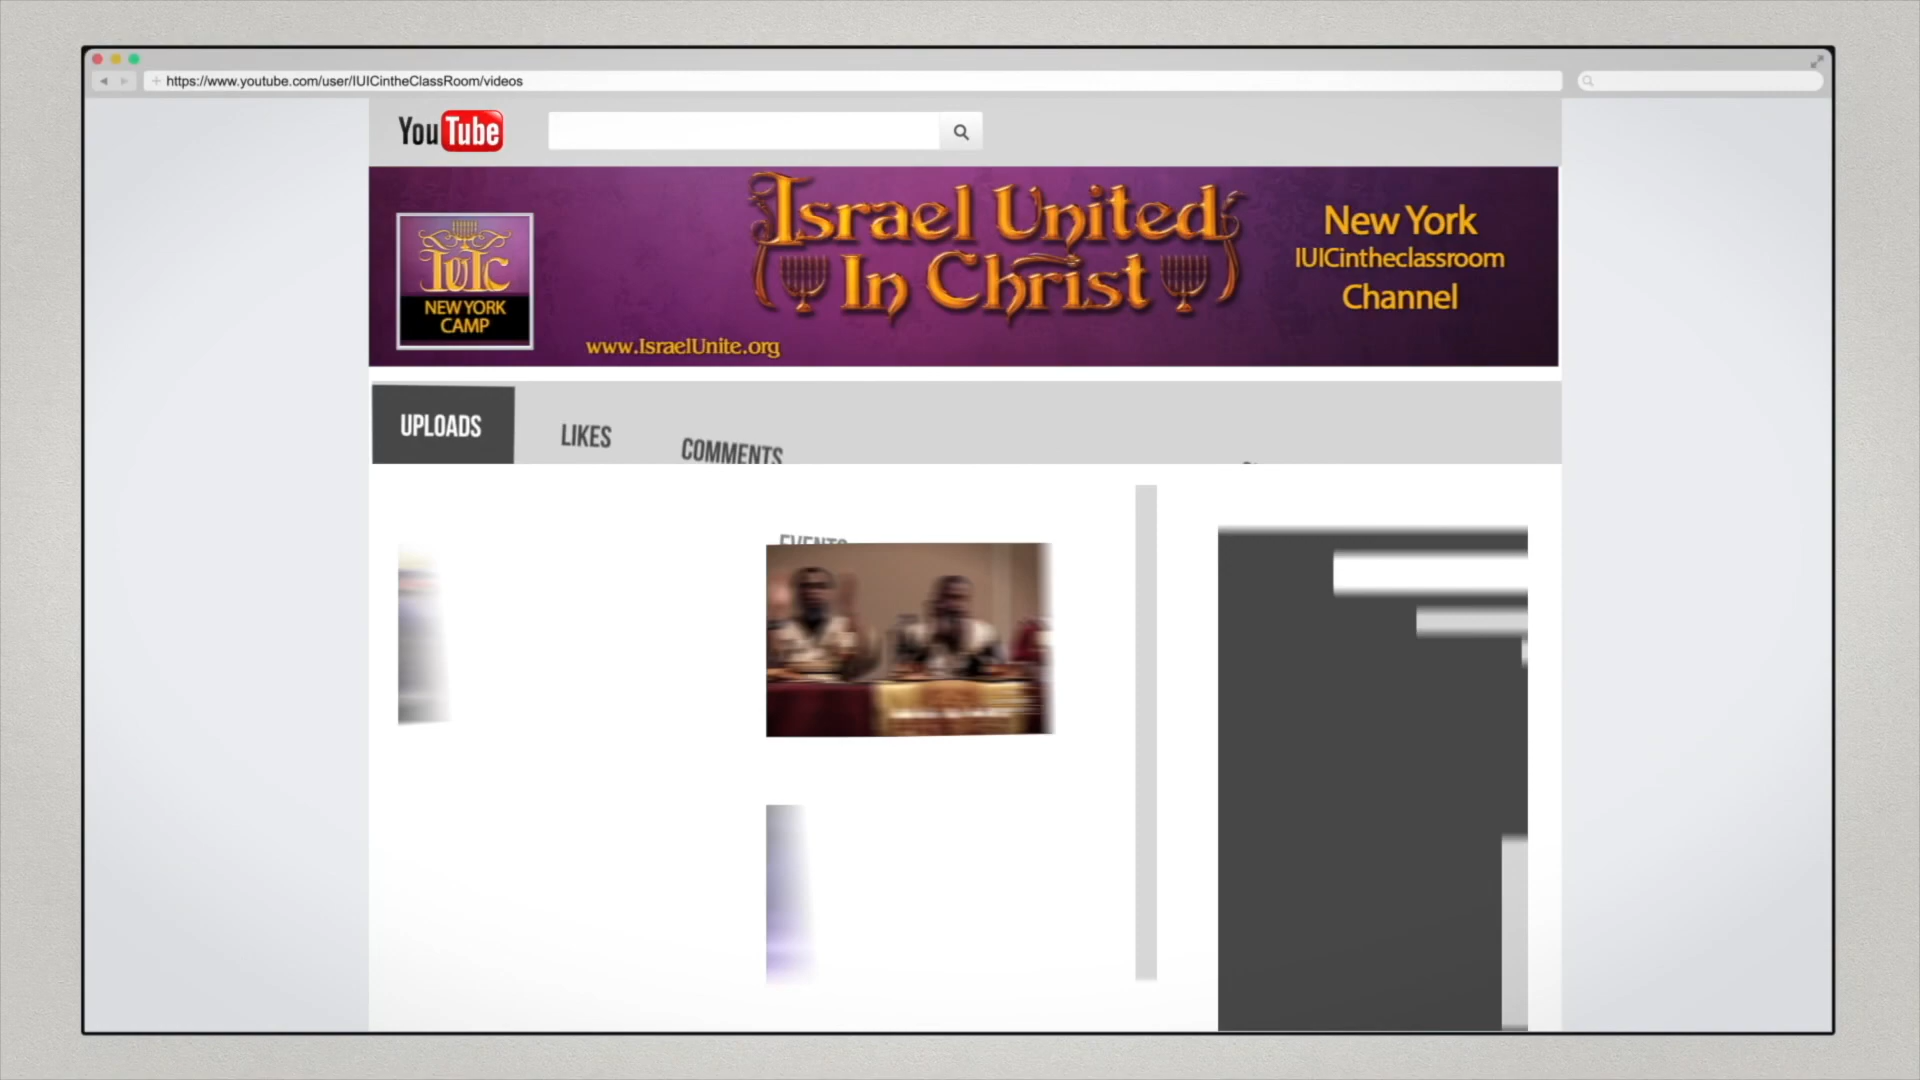 https://www.youtube.com/user/IUICintheClassRoom/videos
YouTube
Israel United
In Christ
New York
IUICintheclassroom
Channel
IUIC
NEW YORK
CAMP
www.IsraelUnite.org
UPLOADS
LIKES
COMMENTS
EVENTS